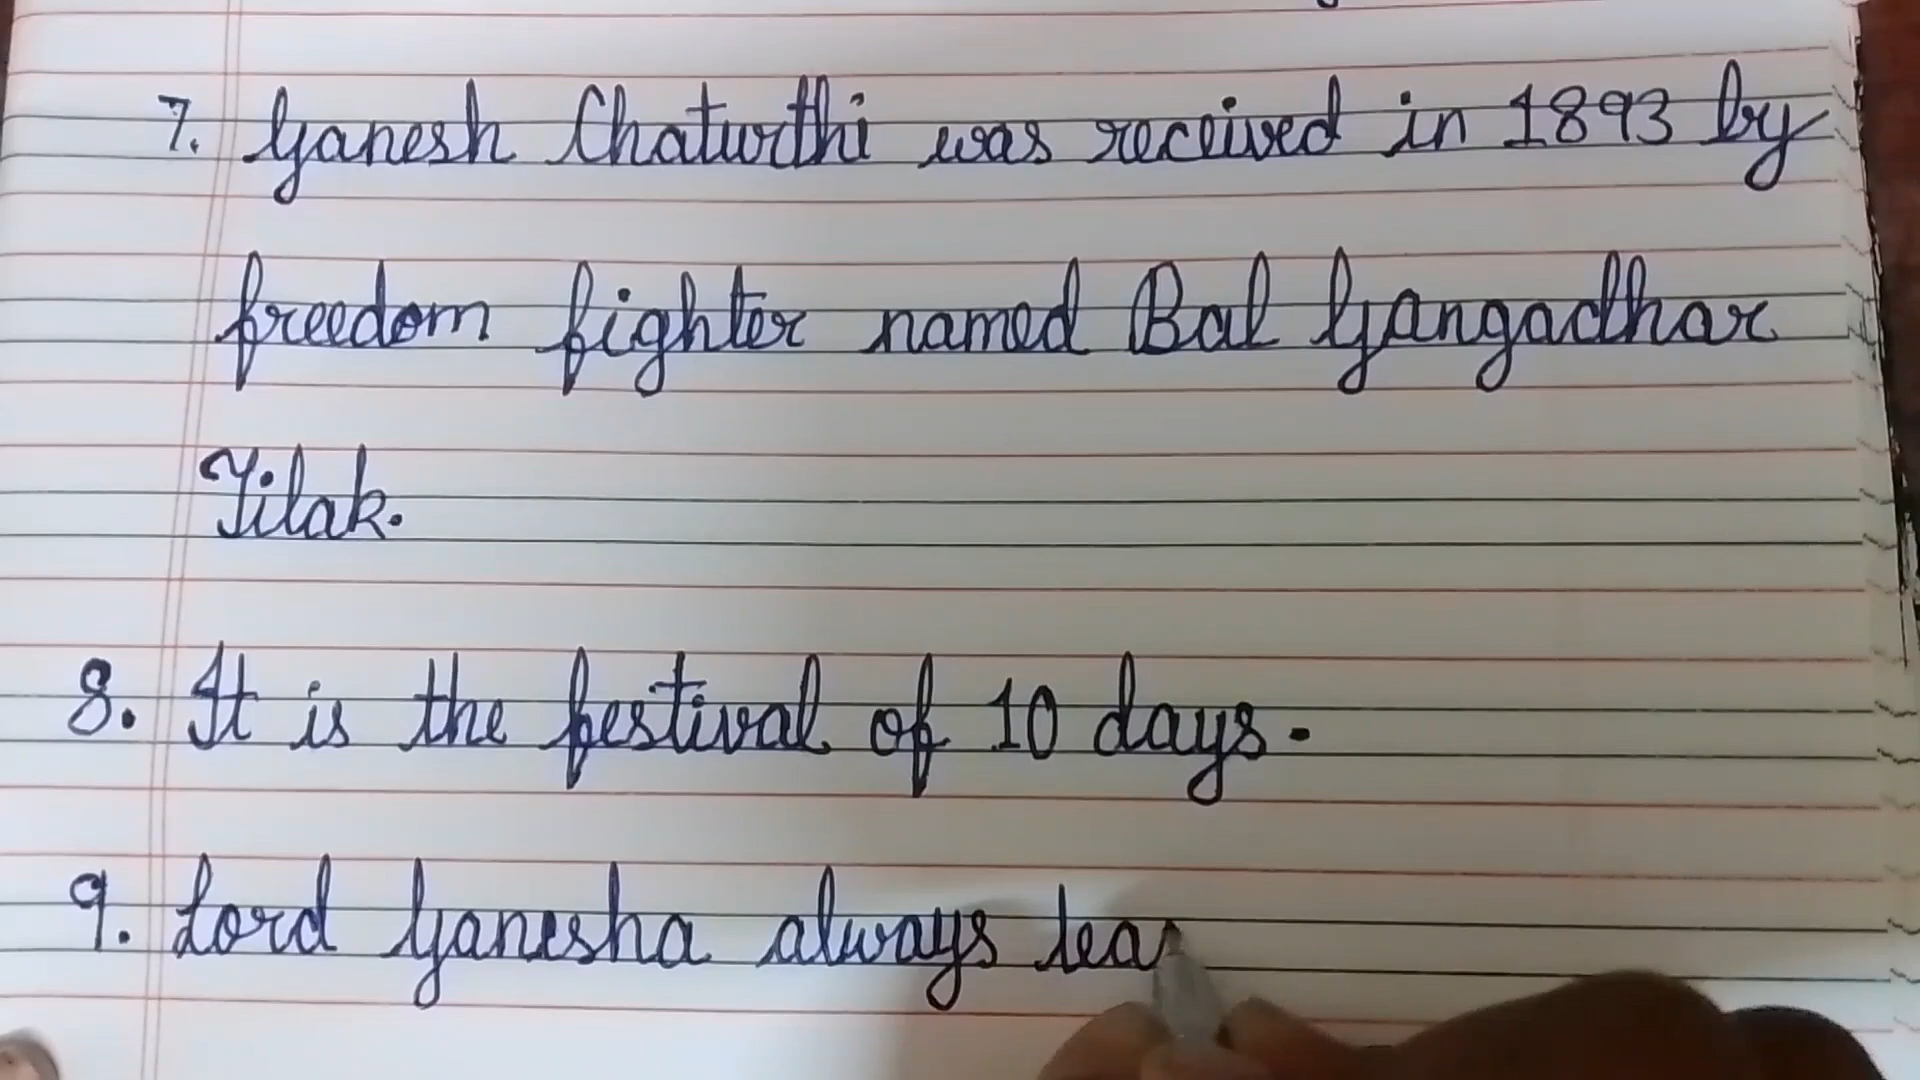 7. Ganesh Chaturthi was received in 1893 by
freedom fighter named Bal Gangadhar
Tilak.
8. It is the festival of 10 days.
9. Lord Ganesha always tea